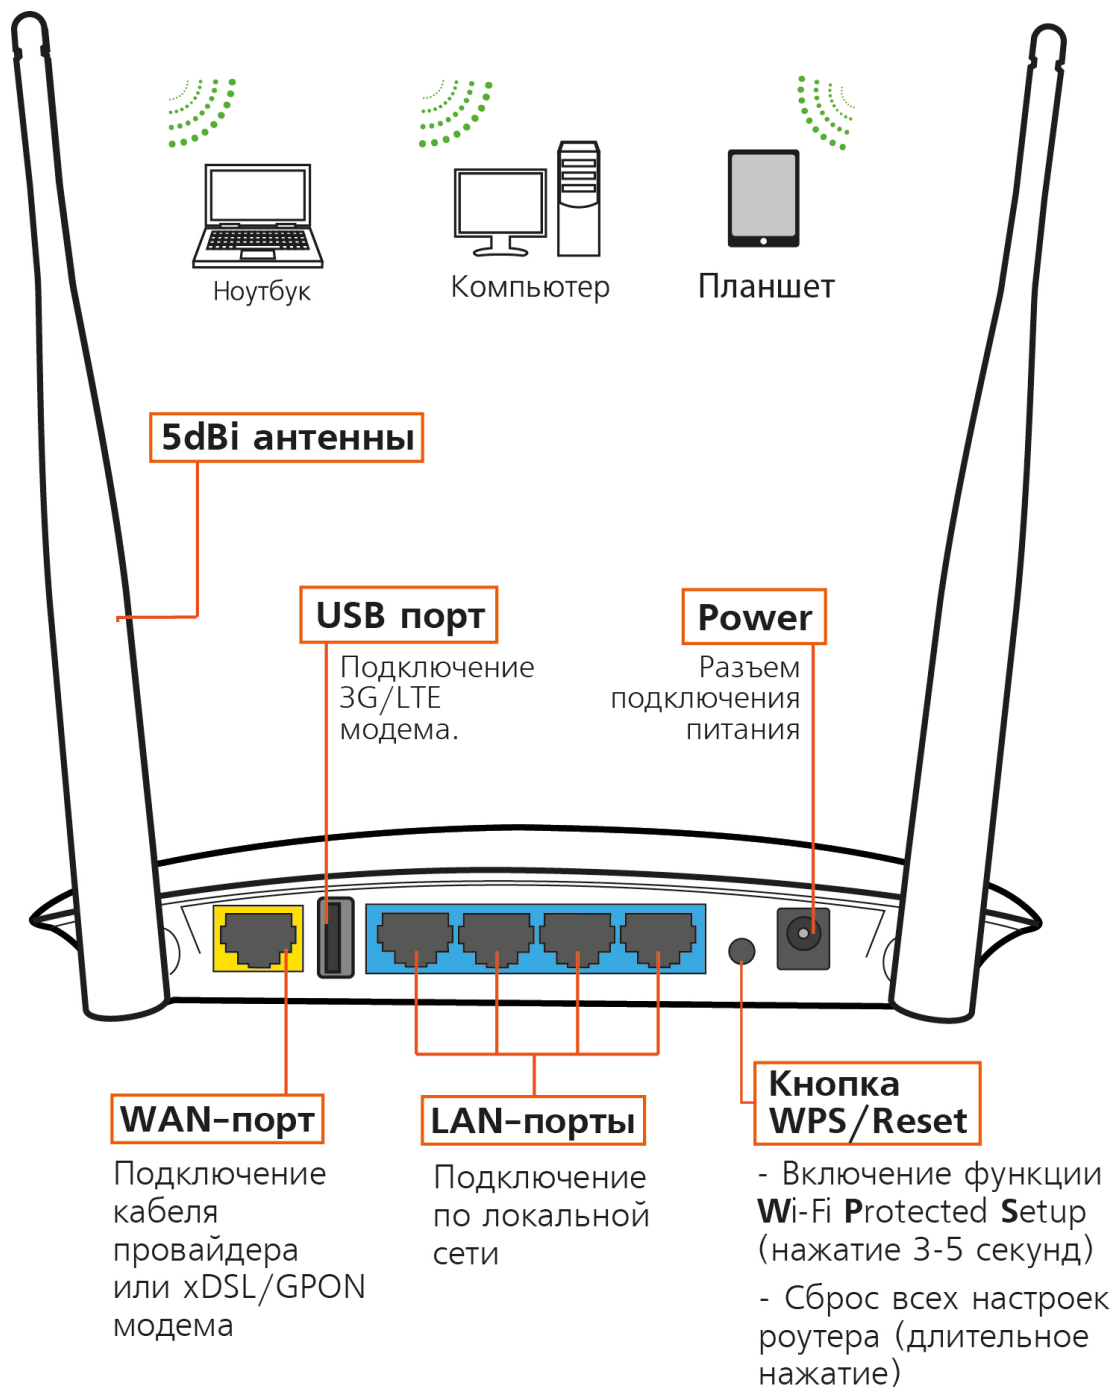 Ноутбук
Компьютер
Планшет
5dBi антенны
USB порт
Подключение
3G/LTE
модема.
Power
Разъем
подключения
питания
WAN-порт
Подключение
кабеля
провайдера
или xDSL/GPON
модема
LAN-порты
Подключение
по локальной
сети
Кнопка
WPS/Reset
- Включение функции
Wi-Fi Protected Setup
(нажатие 3-5 секунд)
- Сброс всех настроек
роутера (длительное
нажатие)